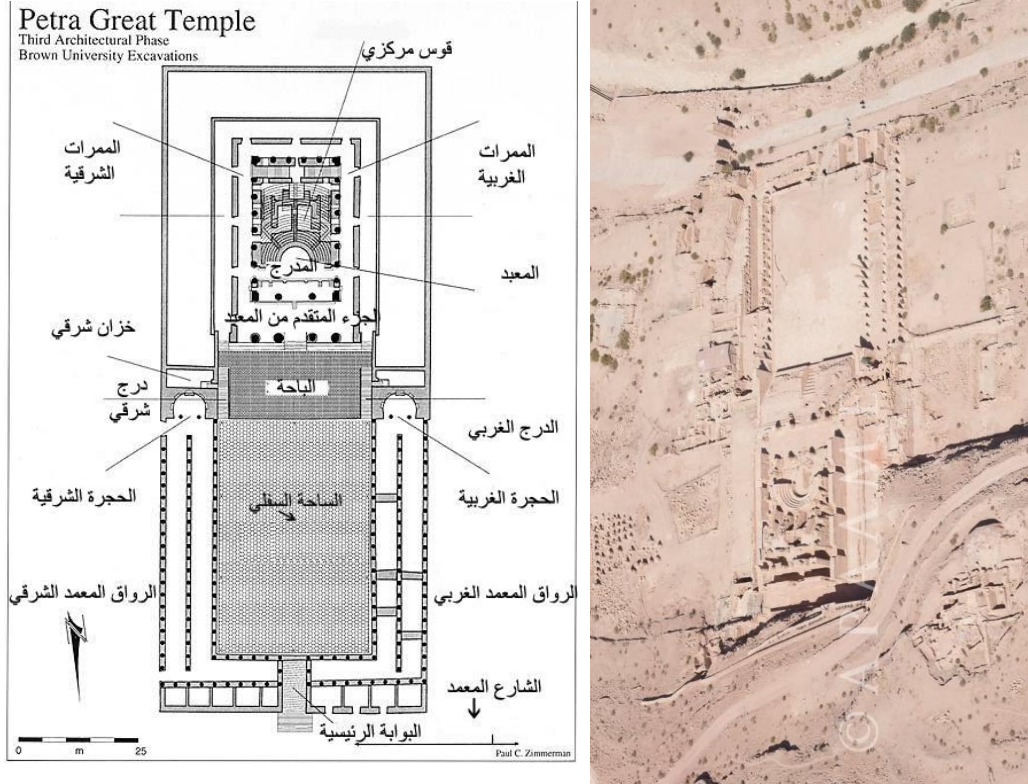 Petra Great Temple
Third Architectural Phase
Brown University Excavations
قوس مركزي
الممرات
الشرقية
الممرات
الغربية
المعبد
المدرج
الجزء المتقدم من المعبد
خزان شرقي
الباحة
درج
شرقي
الدرج الغربي
الحجرة الشرقية
الحجرة الغربية
الساحة السفلي
الرواق المعمد الشرقي
الرواق المعمد الغربي
الشارع المعمد
البوابة الرئيسية
N
0 m 25
Paul C. Zimmerman
© ALAMY